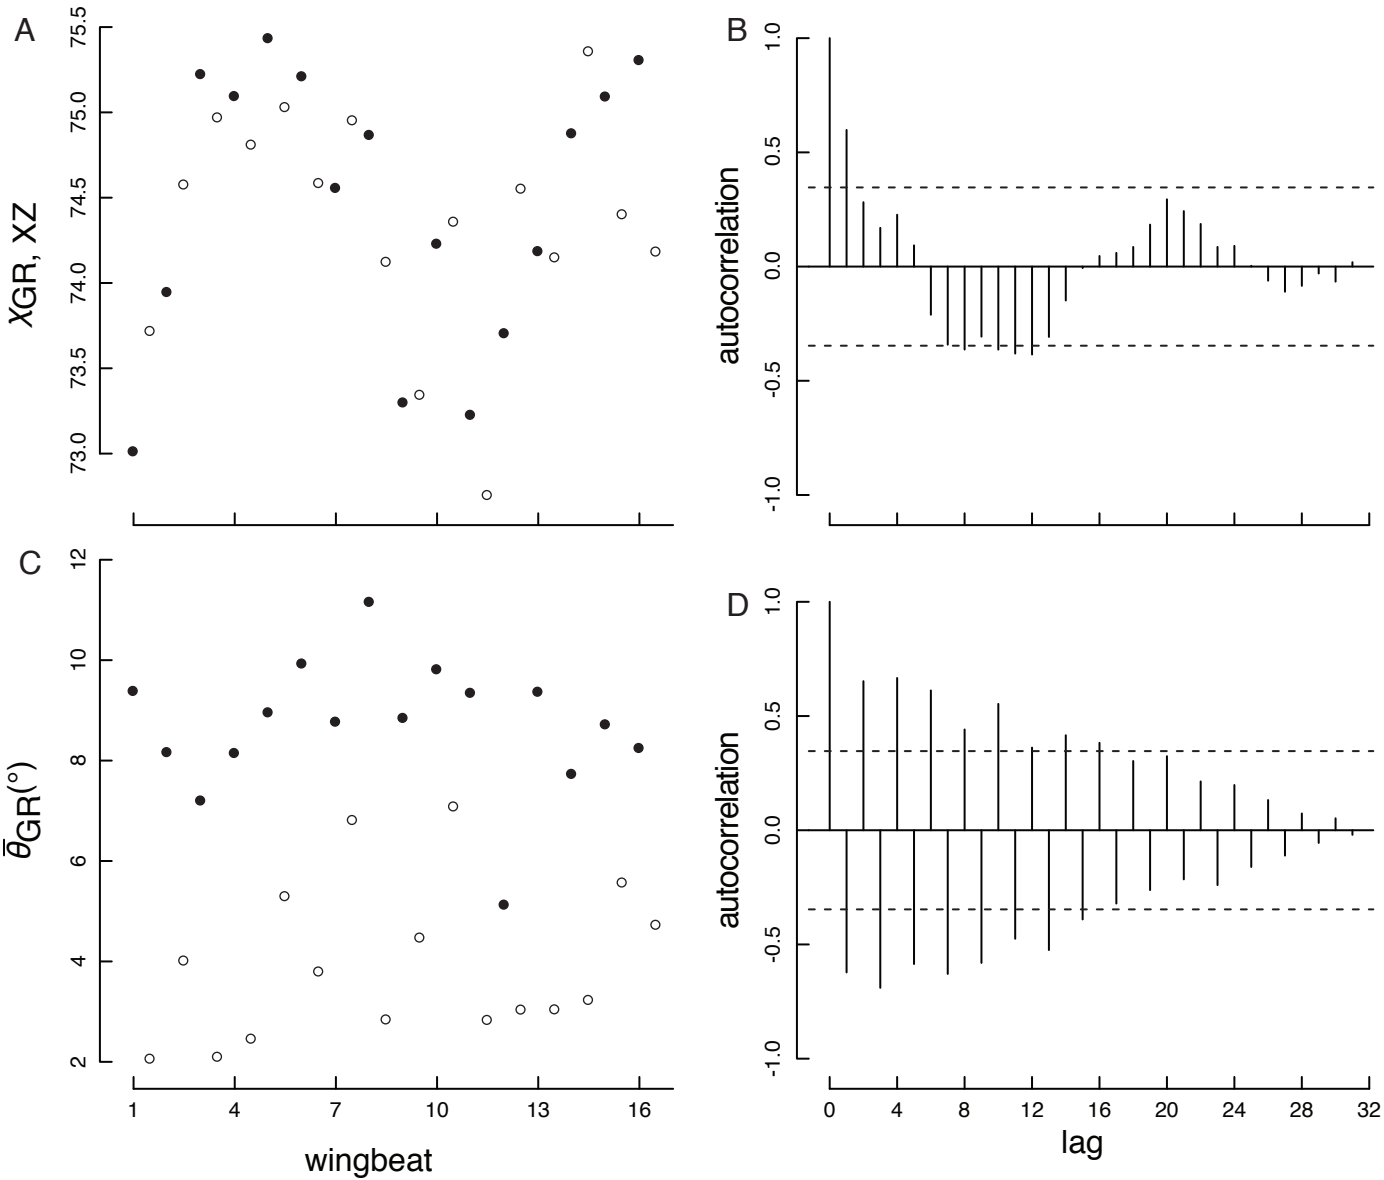 A
75.5
75.0
74.5
74.0
73.5
73.0
χGR, XZ
B
1.0
0.5
0.0
-0.5
-1.0
autocorrelation
C
12
10
8
6
4
2
θ̅GR(°)
1 4 7 10 13 16
wingbeat
D
1.0
0.5
0.0
-0.5
-1.0
autocorrelation
0 4 8 12 16 20 24 28 32
lag